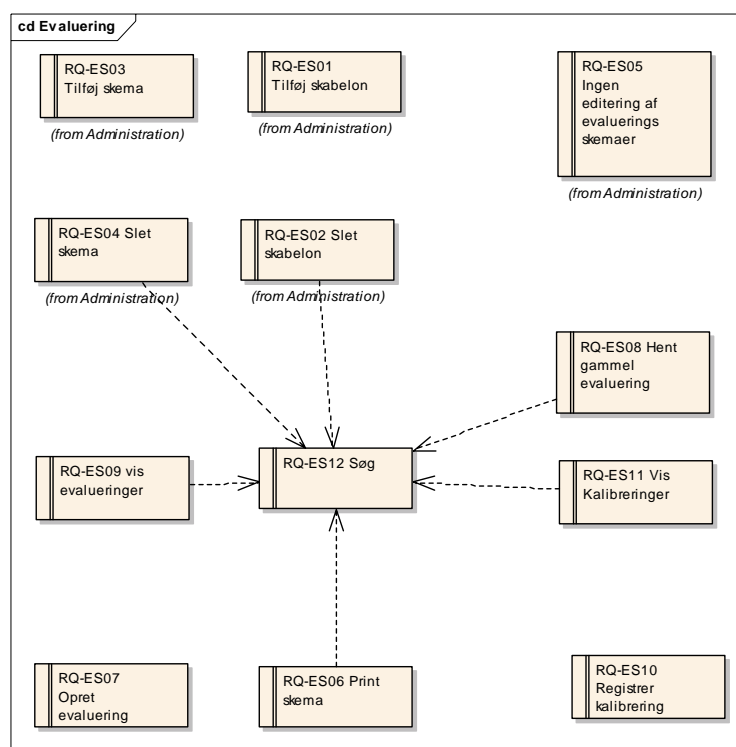 cd Evaluering
RQ-ES03
Tilføj skema
(from Administration)
RQ-ES01
Tilføj skabelon
(from Administration)
RQ-ES05
Ingen
editering af
evaluerings
skemaer
(from Administration)
RQ-ES04 Slet
skema
(from Administration)
RQ-ES02 Slet
skabelon
(from Administration)
RQ-ES08 Hent
gammel
evaluering
RQ-ES09 vis
evalueringer
RQ-ES12 Søg
RQ-ES11 Vis
Kalibreringer
RQ-ES07
Opret
evaluering
RQ-ES06 Print
skema
RQ-ES10
Registrer
kalibrering